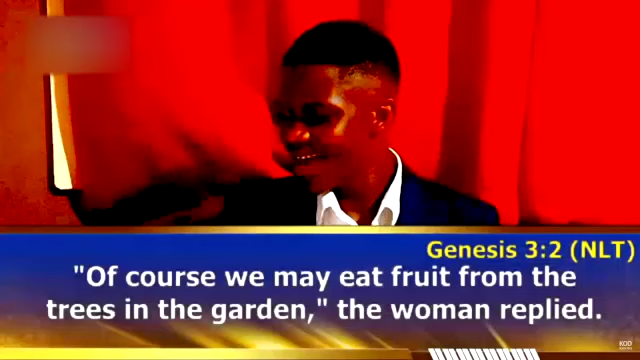 Genesis 3:2 (NLT)
"Of course we may eat fruit from the
trees in the garden," the woman replied.
KOD